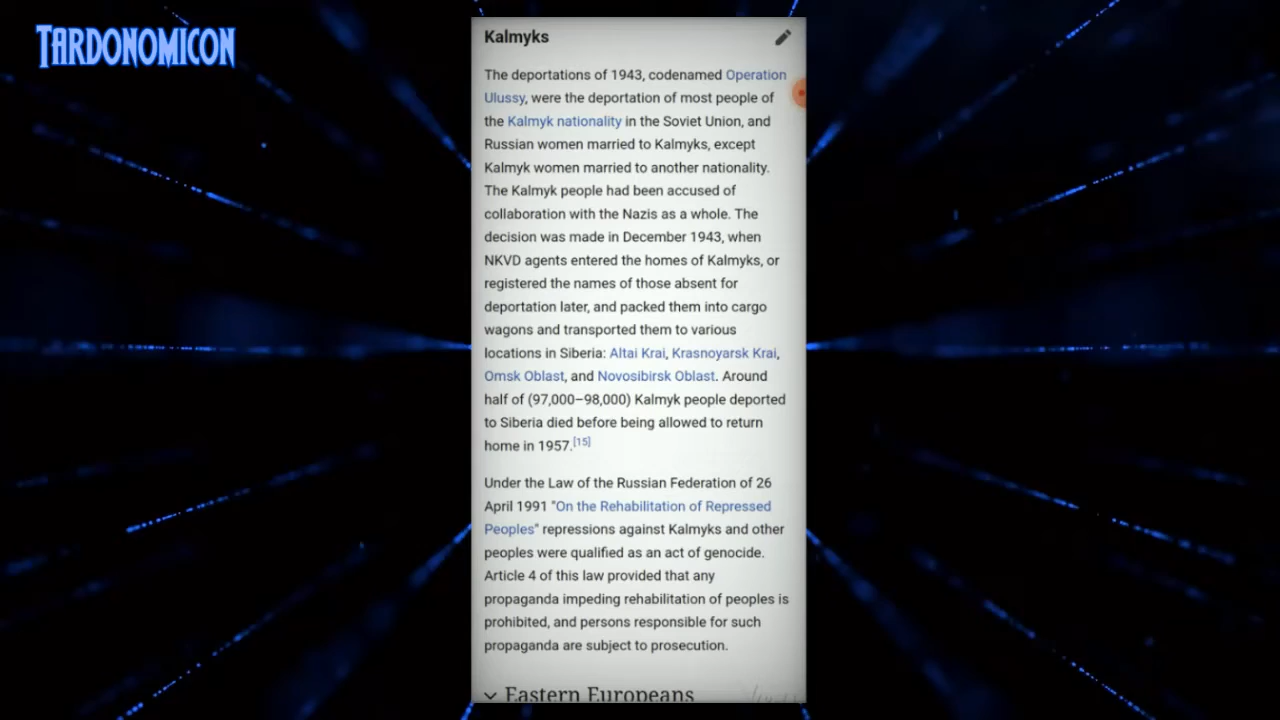 TARDONOMICON
Kalmyks
The deportations of 1943, codenamed Operation
Ulussy, were the deportation of most people of
the Kalmyk nationality in the Soviet Union, and
Russian women married to Kalmyks, except
Kalmyk women married to another nationality.
The Kalmyk people had been accused of
collaboration with the Nazis as a whole. The
decision was made in December 1943, when
NKVD agents entered the homes of Kalmyks, or
registered the names of those absent for
deportation later, and packed them into cargo
wagons and transported them to various
locations in Siberia: Altai Krai, Krasnoyarsk Krai,
Omsk Oblast, and Novosibirsk Oblast. Around
half of (97,000–98,000) Kalmyk people deported
to Siberia died before being allowed to return
home in 1957.[15]
Under the Law of the Russian Federation of 26
April 1991 "On the Rehabilitation of Repressed
Peoples" repressions against Kalmyks and other
peoples were qualified as an act of genocide.
Article 4 of this law provided that any
propaganda impeding rehabilitation of peoples is
prohibited, and persons responsible for such
propaganda are subject to prosecution.
Eastern Europeans